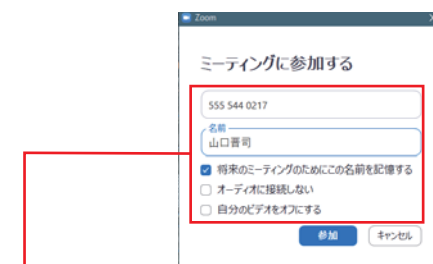 Zoom
ミーティングに参加する
555 544 0217
名前
山口晋司
将来のミーティングのためにこの名前を記憶する
オーディオに接続しない
自分のビデオをオフにする
参加
キャンセル